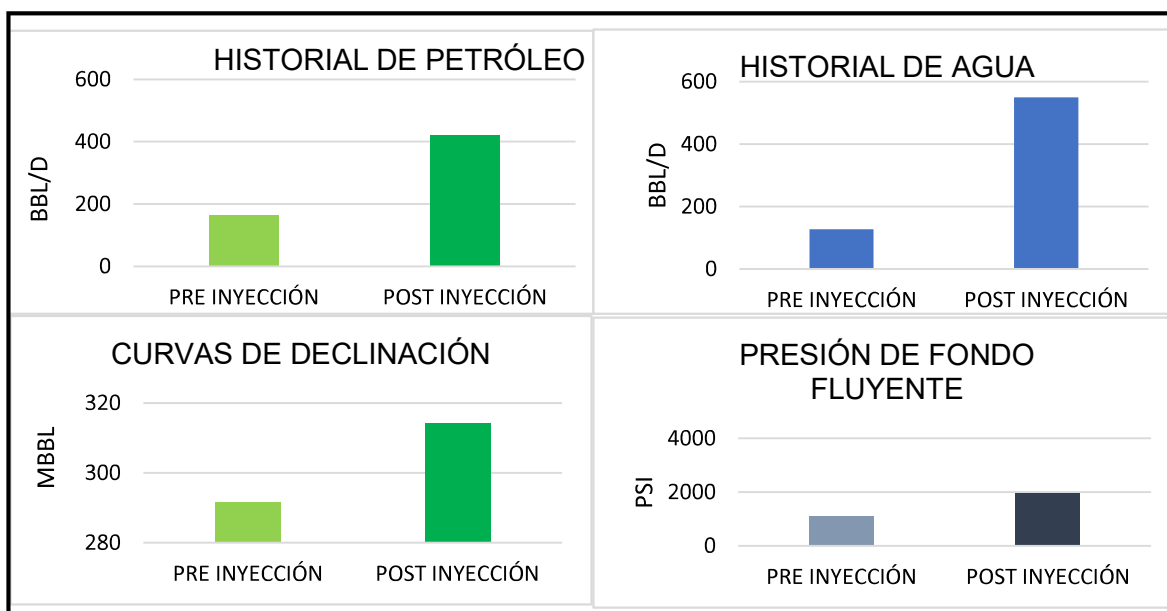 HISTORIAL DE PETRÓLEO
600
400
200
0
BBL/D
PRE INYECCIÓN
POST INYECCIÓN
HISTORIAL DE AGUA
600
400
200
0
BBL/D
PRE INYECCIÓN
POST INYECCIÓN
CURVAS DE DECLINACIÓN
320
300
280
MBBL
PRE INYECCIÓN
POST INYECCIÓN
PRESIÓN DE FONDO
FLUYENTE
4000
2000
0
PSI
PRE INYECCIÓN
POST INYECCIÓN